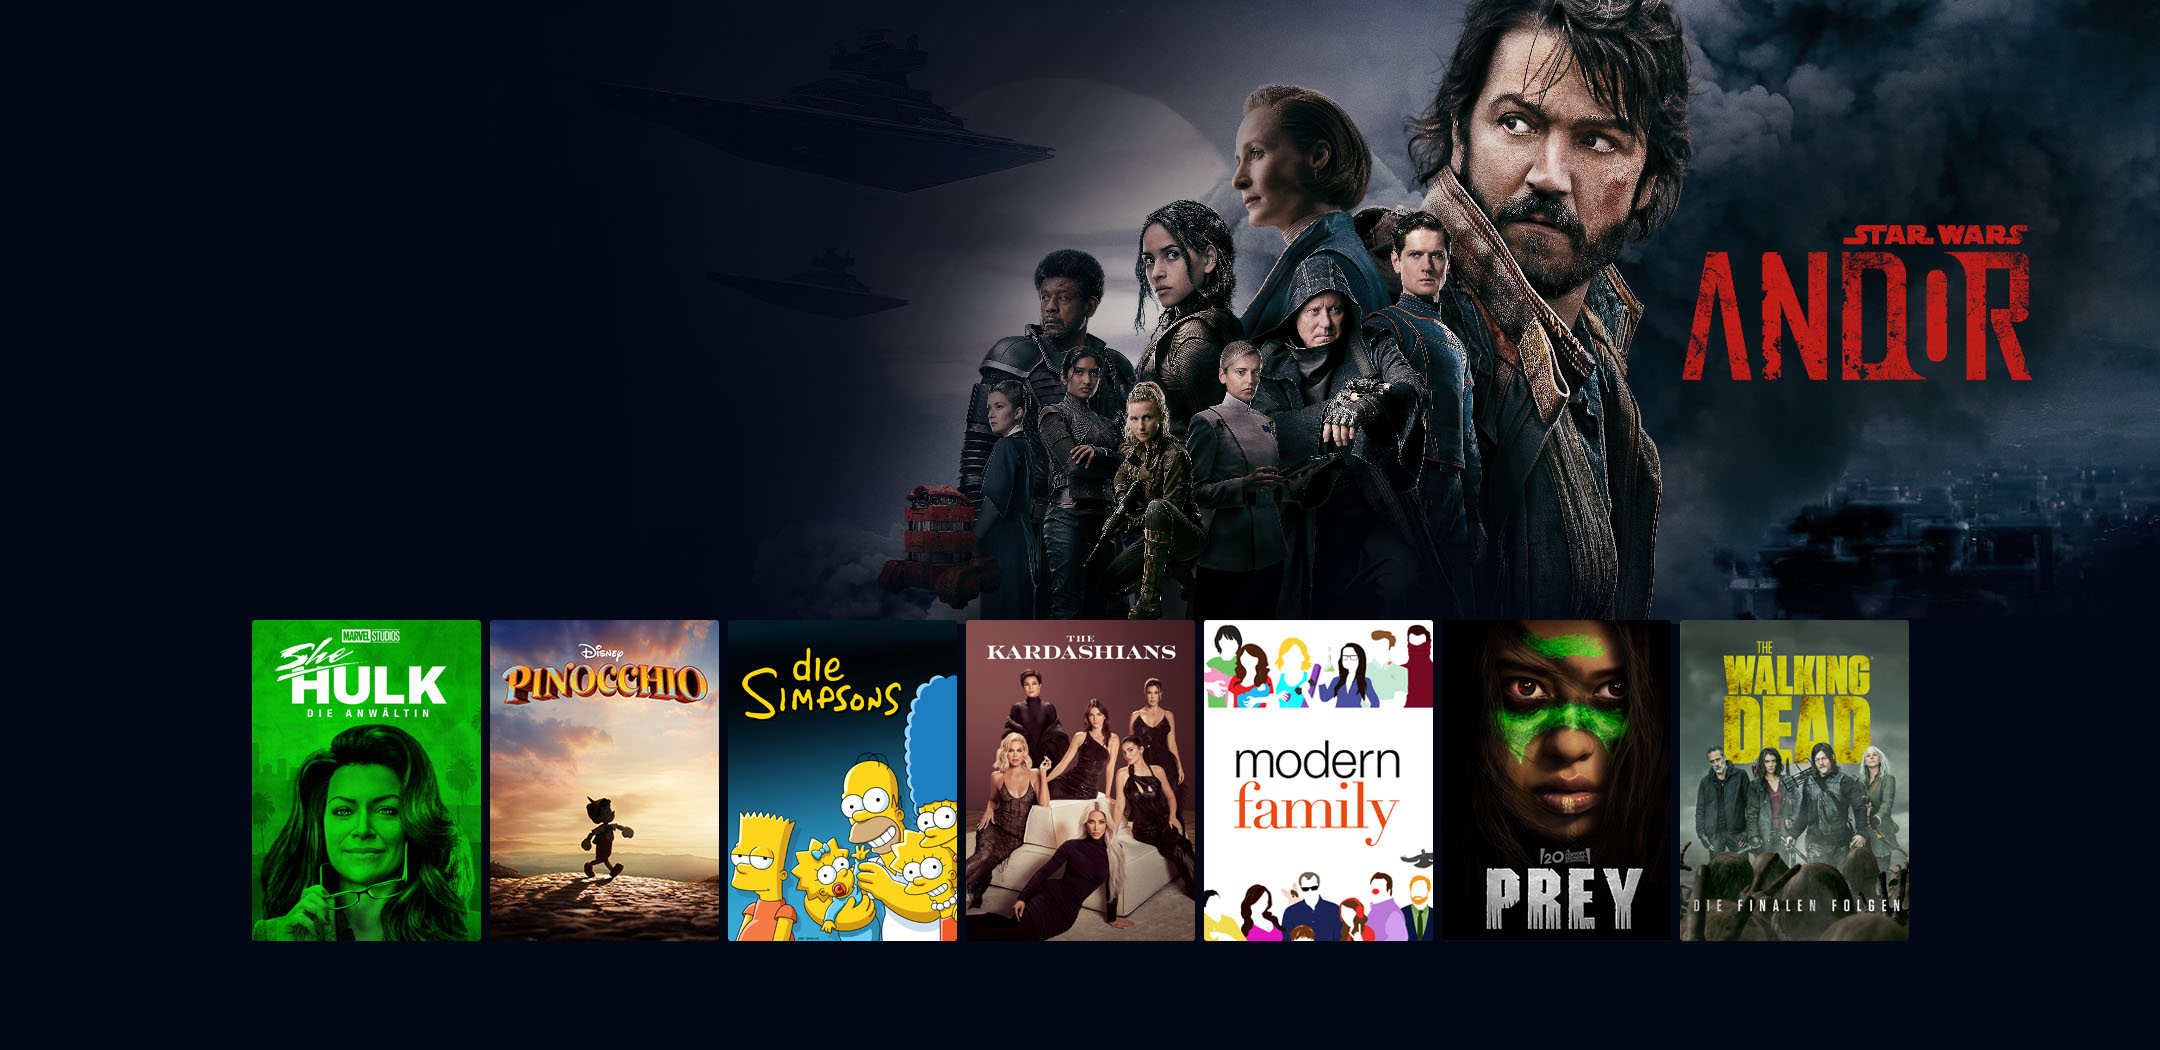 STAR WARS
ANDOR
MARVEL STUDIOS
She
HULK
DIE ANWÄLTIN
Disney
PINOCCHIO
die
SIMPSONS
THE
KARDASHIANS
modern
family
20
PREY
THE
WALKING
DEAD
DIE FINALEN FOLGEN